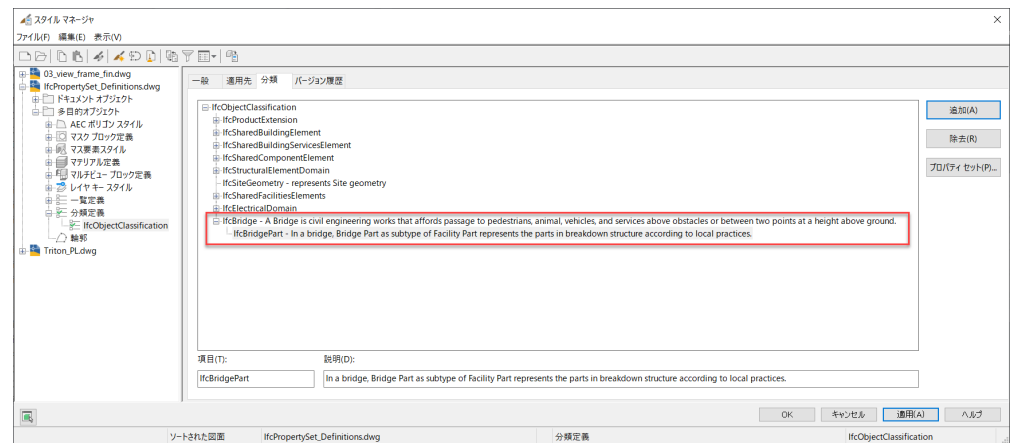 スタイル マネージャ
ファイル(F) 編集(E) 表示(V)
03_view_frame_fin.dwg
IfcPropertySet_Definitions.dwg
ドキュメント オブジェクト
多目的オブジェクト
AEC ポリゴン スタイル
マスク ブロック定義
マス要素スタイル
マテリアル定義
マルチビュー ブロック定義
レイヤ キー スタイル
一覧定義
分類定義
IfcObjectClassification
輪郭
Triton_PL.dwg
一般 適用先 分類 バージョン履歴
IfcObjectClassification
IfcProductExtension
IfcSharedBuildingElement
IfcSharedBuildingServicesElement
IfcSharedComponentElement
IfcStructuralElementDomain
IfcSiteGeometry - represents Site geometry
IfcSharedFacilitiesElements
IfcElectricalDomain
IfcBridge - A Bridge is civil engineering works that affords passage to pedestrians, animal, vehicles, and services above obstacles or between two points at a height above ground.
IfcBridgePart - In a bridge, Bridge Part as subtype of Facility Part represents the parts in breakdown structure according to local practices.
追加(A)
除去(R)
プロパティ セット(P)...
項目(T): 説明(D):
IfcBridgePart In a bridge, Bridge Part as subtype of Facility Part represents the parts in breakdown structure according to local practices.
OK キャンセル 適用(A) ヘルプ
ソートされた図面 IfcPropertySet_Definitions.dwg 分類定義 IfcObjectClassification